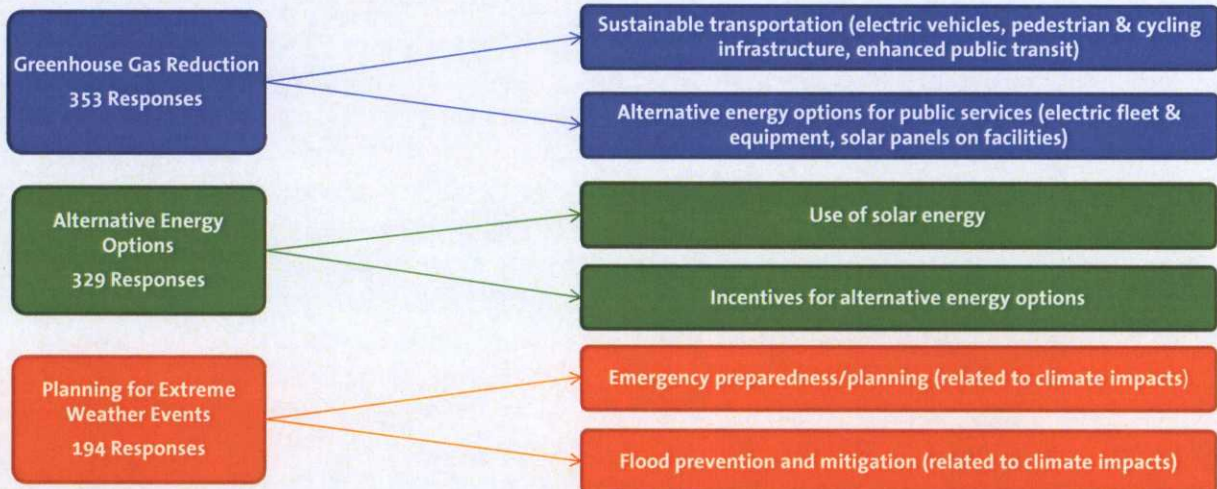 Greenhouse Gas Reduction
353 Responses
Sustainable transportation (electric vehicles, pedestrian & cycling
infrastructure, enhanced public transit)
Alternative energy options for public services (electric fleet &
equipment, solar panels on facilities)
Alternative Energy
Options
329 Responses
Use of solar energy
Incentives for alternative energy options
Planning for Extreme
Weather Events
194 Responses
Emergency preparedness/planning (related to climate impacts)
Flood prevention and mitigation (related to climate impacts)